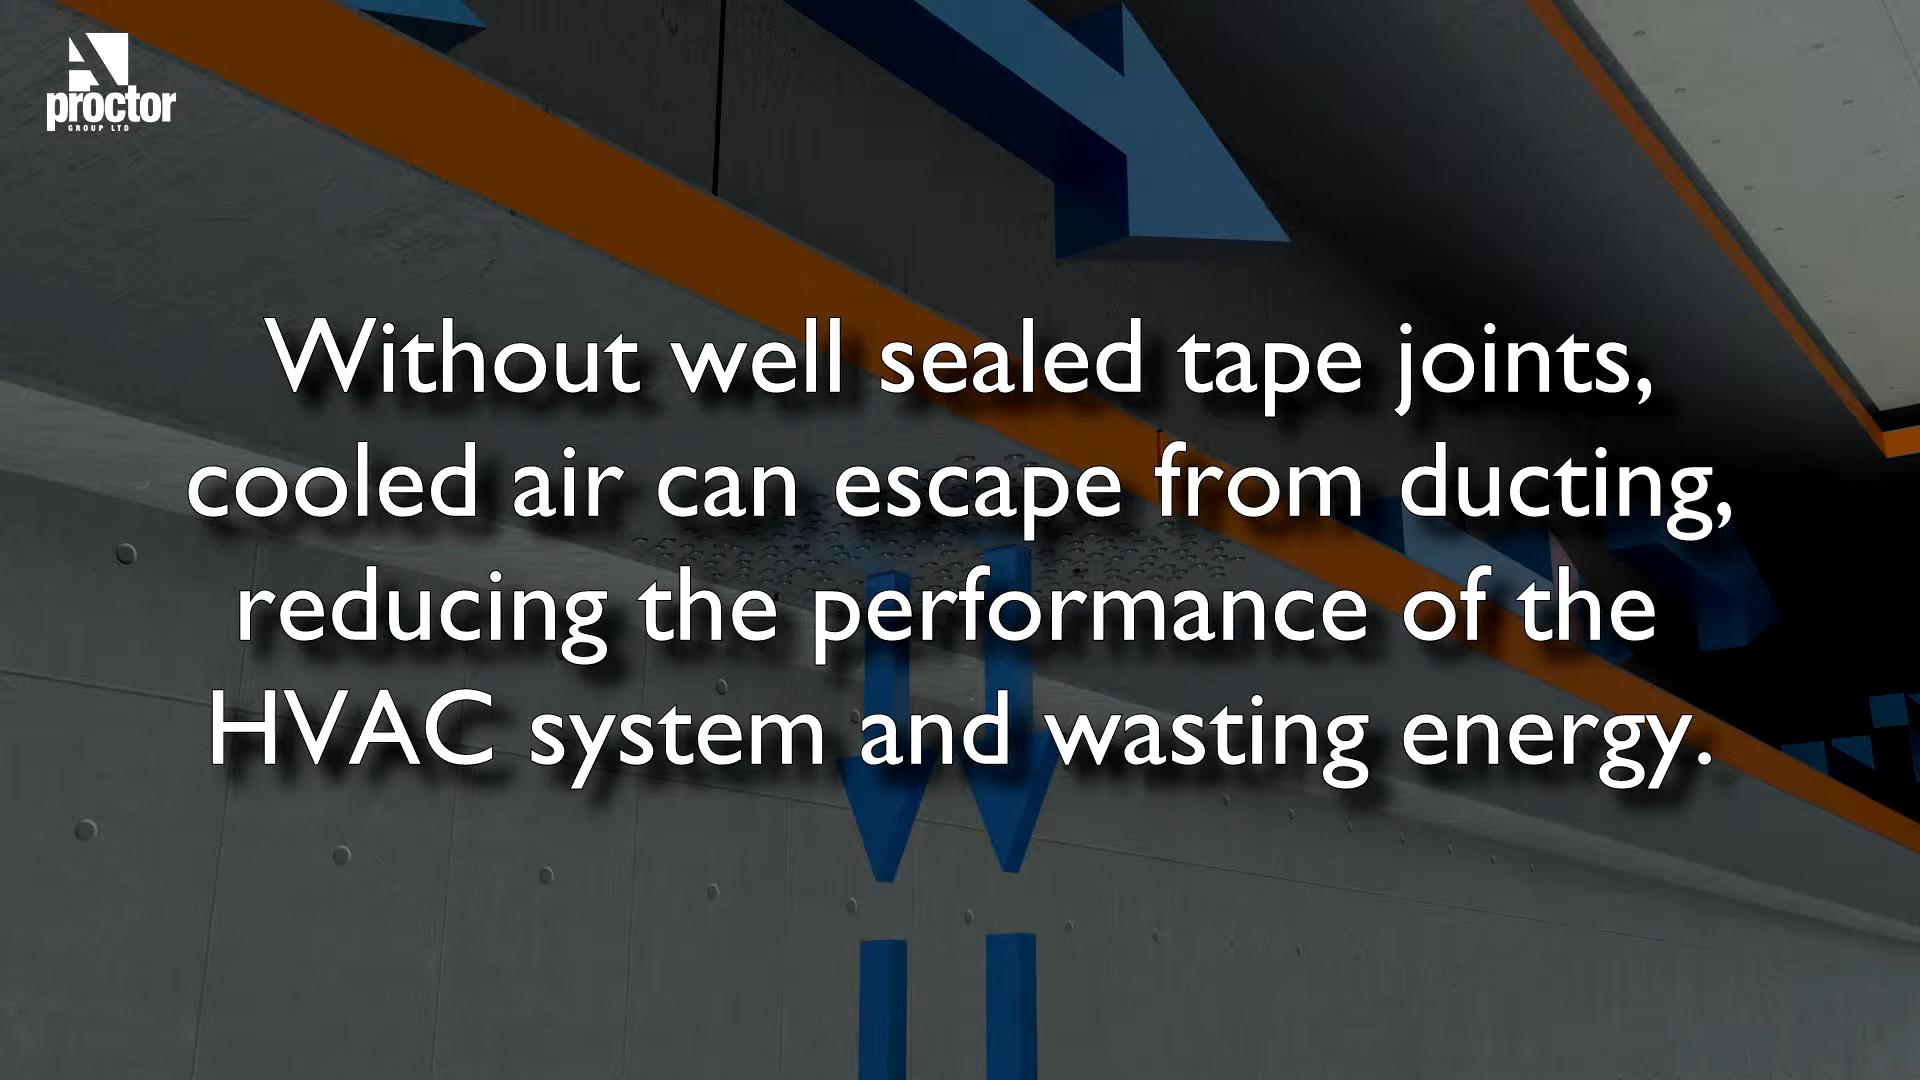 proctor
GROUP LTD
Without well sealed tape joints,
cooled air can escape from ducting,
reducing the performance of the
HVAC system and wasting energy.